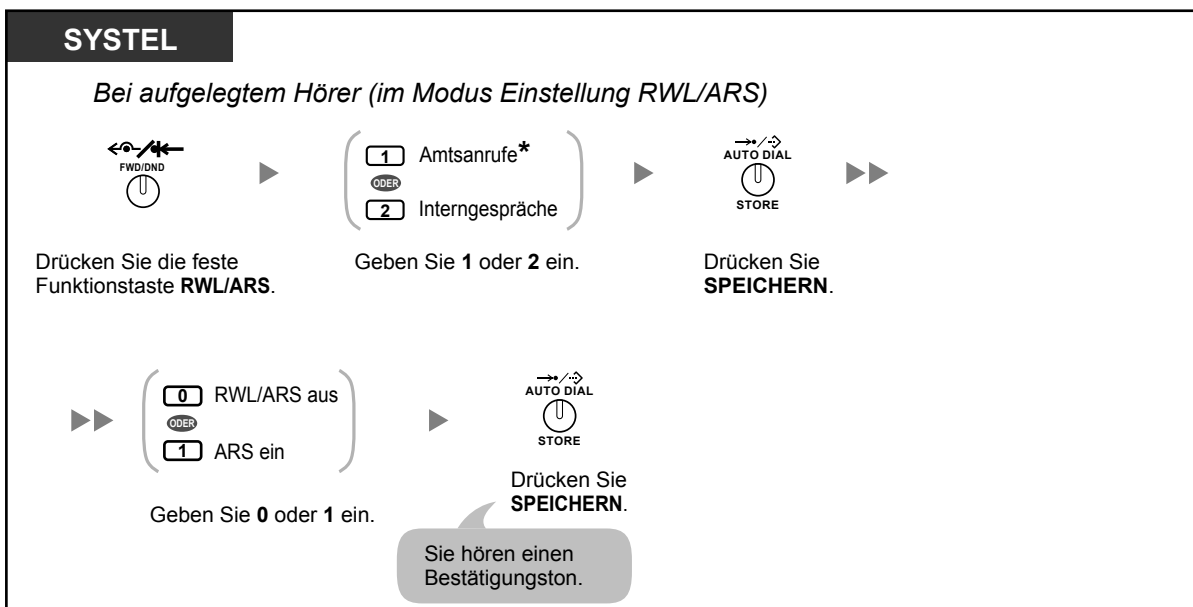 SYSTEL
Bei aufgelegtem Hörer (im Modus Einstellung RWL/ARS)
FWD/DND
1 Amtsanrufe*
ODER
2 Interngespräche
AUTO DIAL
STORE
Drücken Sie die feste
Funktionstaste RWL/ARS.
Geben Sie 1 oder 2 ein.
Drücken Sie
SPEICHERN.
0 RWL/ARS aus
ODER
1 ARS ein
AUTO DIAL
STORE
Geben Sie 0 oder 1 ein.
Drücken Sie
SPEICHERN.
Sie hören einen
Bestätigungston.